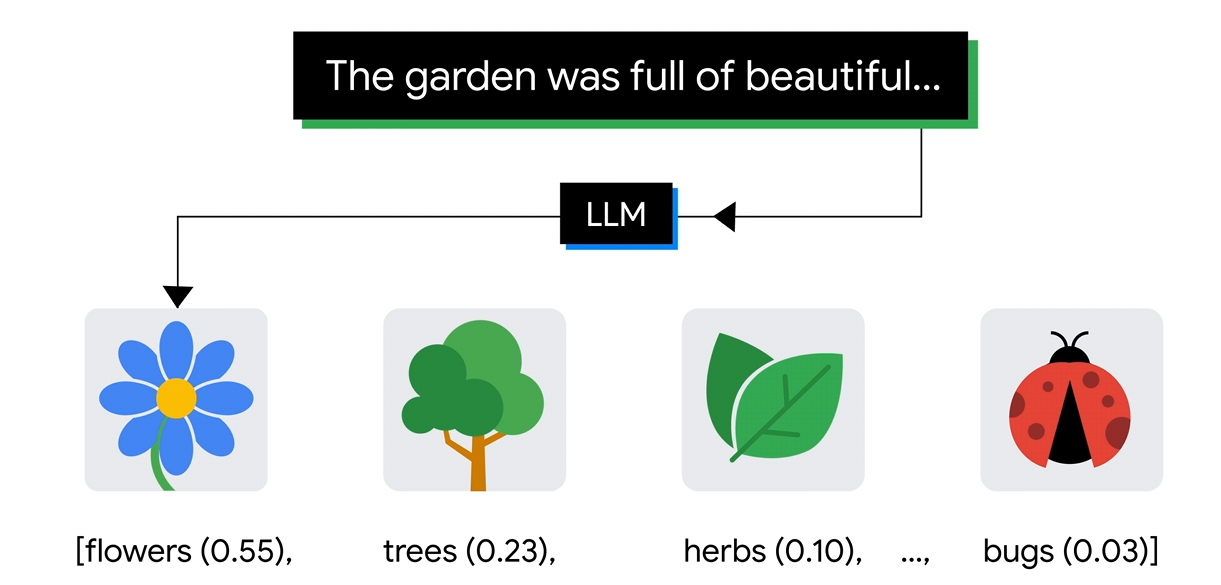 The garden was full of beautiful...
LLM
[flowers (0.55), trees (0.23), herbs (0.10), ..., bugs (0.03)]